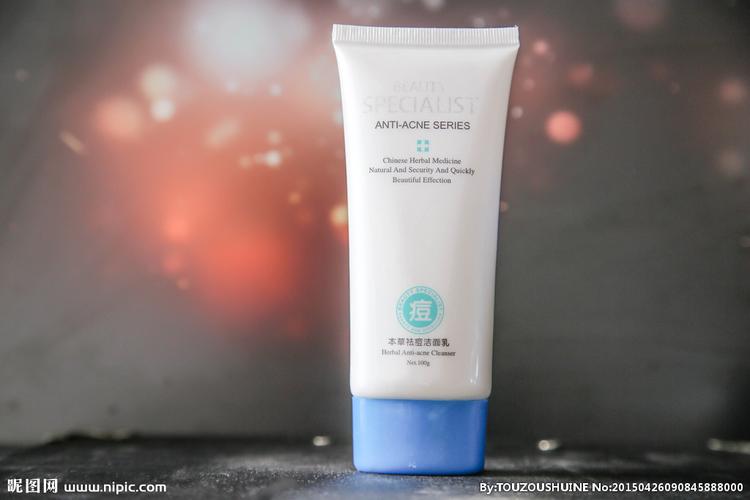 BEAUTY
SPECIALIST
ANTI-ACNE SERIES
Chinese Herbal Medicine
Natural And Security And Quickly
Beautiful Effection
BEAUTY SPECIALIST
痘
本草祛痘洁面乳
Herbal Anti-acne Cleanser
Net.100g
昵图网 www.nipic.com
By:TOUZOUSHUINE No:20150426090845888000